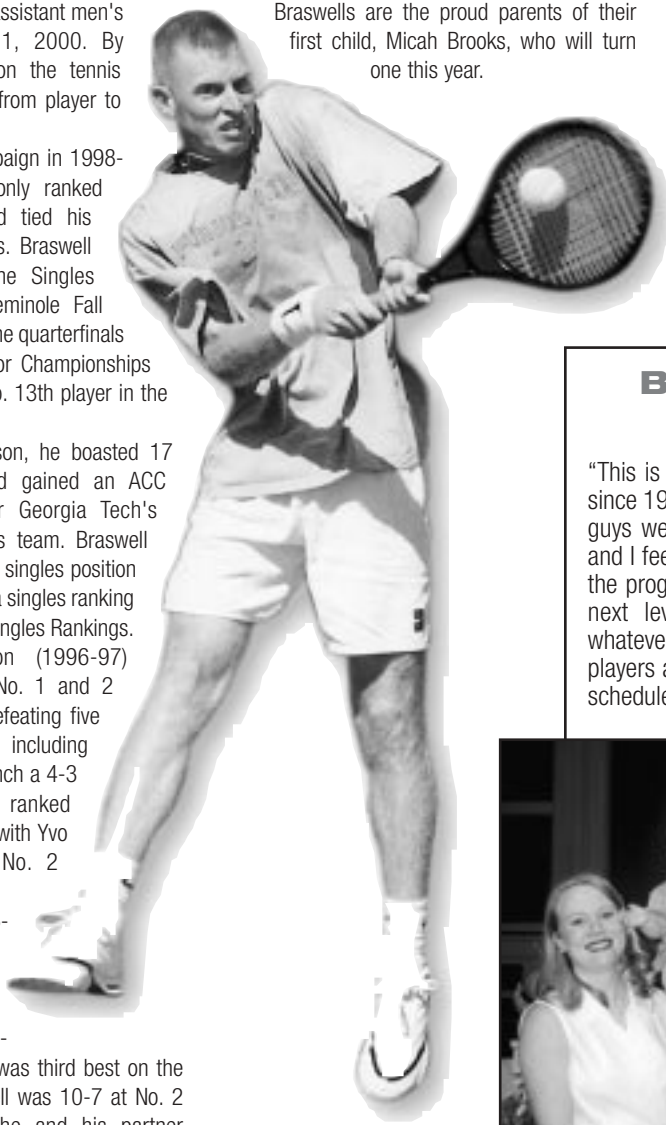 assistant men's
1, 2000. By
on the tennis
from player to
paign in 1998-
only ranked
d tied his
s. Braswell
ne Singles
eminole Fall
he quarterfinals
or Championships
o. 13th player in the
son, he boasted 17
d gained an ACC
r Georgia Tech's
s team. Braswell
singles position
a singles ranking
ngles Rankings.
on (1996-97)
No. 1 and 2
efeating five
including
nch a 4-3
ranked
with Yvo
No. 2
-
-
was third best on the
ll was 10-7 at No. 2
he and his partner
Braswells are the proud parents of their
first child, Micah Brooks, who will turn
one this year.
B
“This is
since 19
guys we
and I fee
the prog
next lev
whatever
players a
schedule